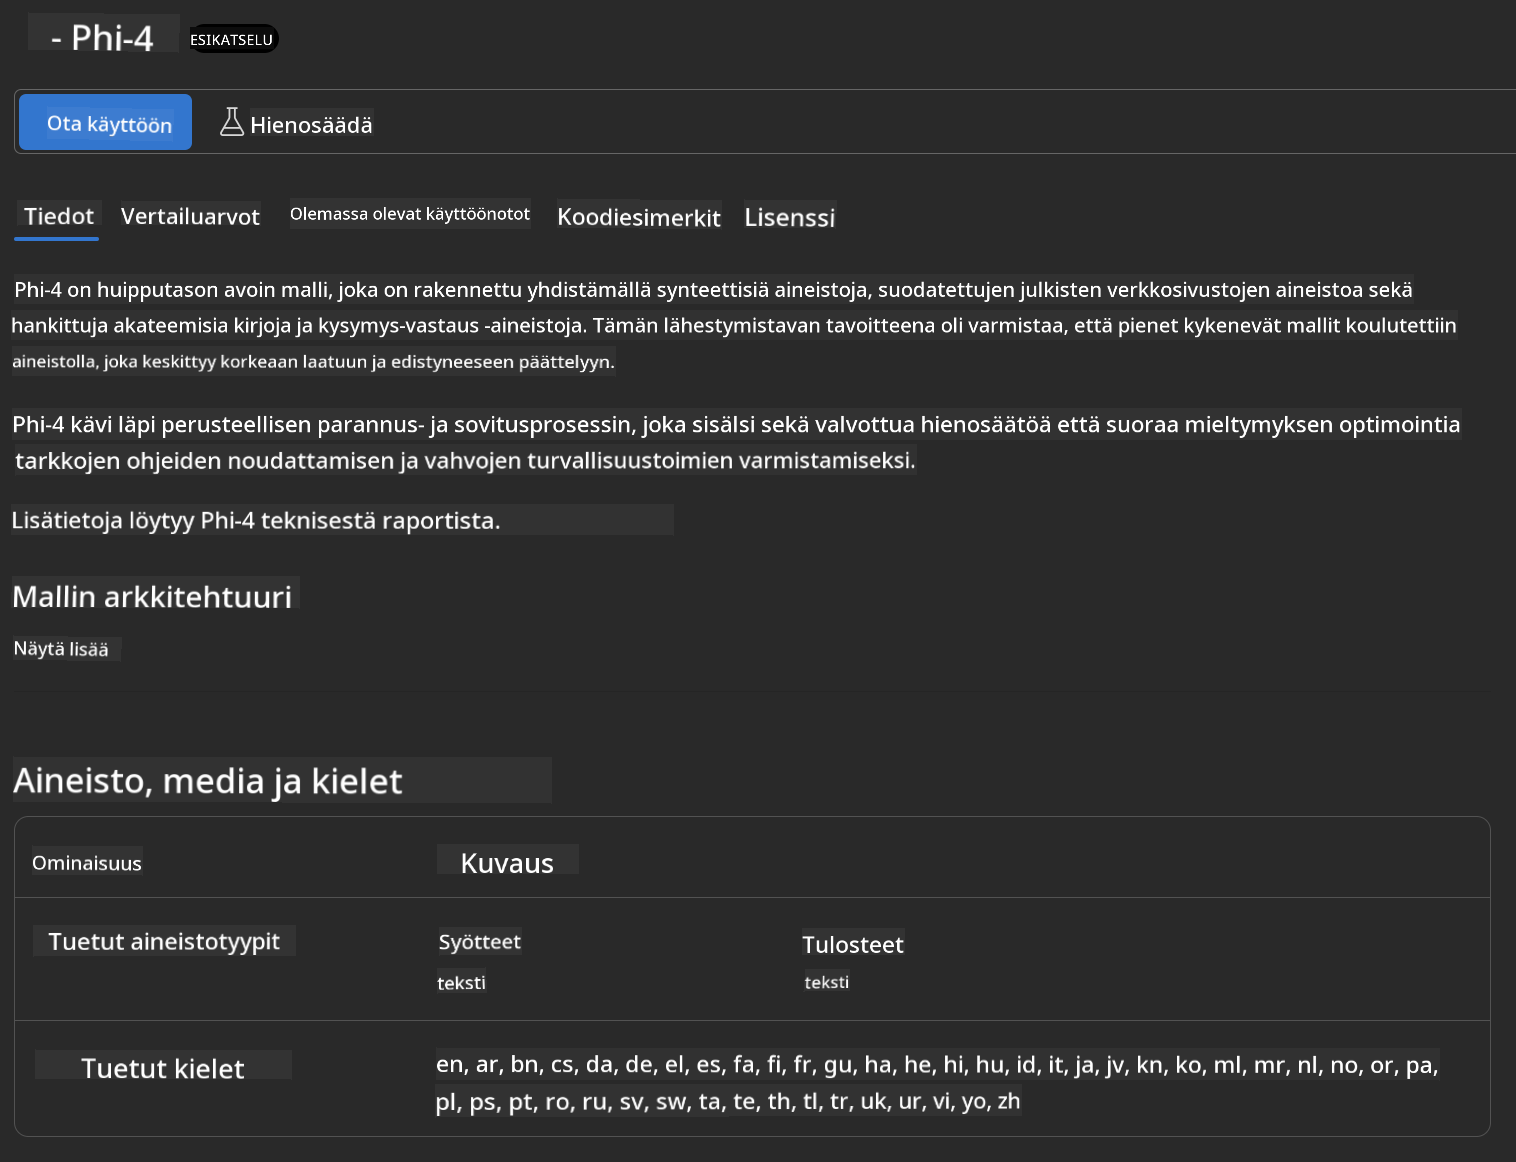 - Phi-4 ESIKATSELU
Ota käyttöön Hienosäädä
Tiedot Vertailuarvot Olemassa olevat käyttöönotot Koodiesimerkit Lisenssi
Phi-4 on huipputason avoin malli, joka on rakennettu yhdistämällä synteettisiä aineistoja, suodatettujen julkisten verkkosivustojen aineistoa sekä
hankittuja akateemisia kirjoja ja kysymys-vastaus -aineistoja. Tämän lähestymistavan tavoitteena oli varmistaa, että pienet kykenevät mallit koulutettiin
aineistolla, joka keskittyy korkeaan laatuun ja edistyneeseen päättelyyn.
Phi-4 kävi läpi perusteellisen parannus- ja sovitusprosessin, joka sisälsi sekä valvottua hienosäätöä että suoraa mieltymyksen optimointia
tarkkojen ohjeiden noudattamisen ja vahvojen turvallisuustoimien varmistamiseksi.
Lisätietoja löytyy Phi-4 teknisestä raportista.
Mallin arkkitehtuuri
Näytä lisää
Aineisto, media ja kielet
Ominaisuus Kuvaus
Tuetut aineistotyypit Syötteet Tulosteet
teksti teksti
Tuetut kielet en, ar, bn, cs, da, de, el, es, fa, fi, fr, gu, ha, he, hi, hu, id, it, ja, jv, kn, ko, ml, mr, nl, no, or, pa,
pl, ps, pt, ro, ru, sv, sw, ta, te, th, tl, tr, uk, ur, vi, yo, zh